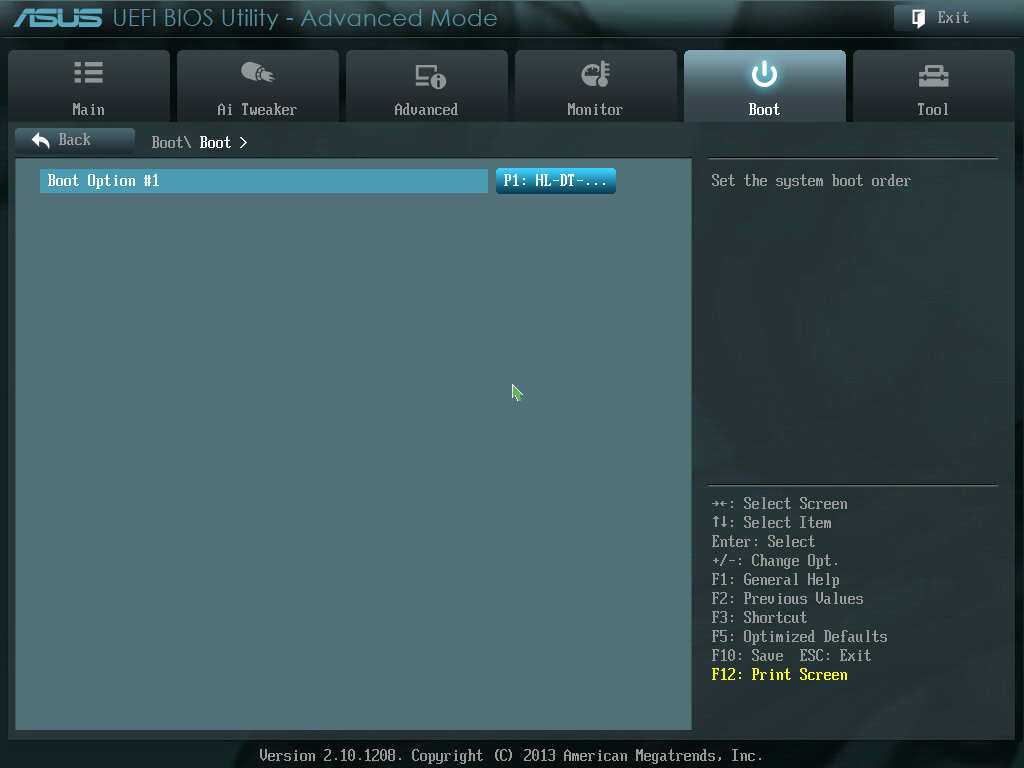 ASUS UEFI BIOS Utility - Advanced Mode
Exit
Main
Ai Tweaker
Advanced
Monitor
Boot
Tool
Back
Boot\ Boot >
Boot Option #1
P1: HL-DT-...
Set the system boot order
→←: Select Screen
↑↓: Select Item
Enter: Select
+/-: Change Opt.
F1: General Help
F2: Previous Values
F3: Shortcut
F5: Optimized Defaults
F10: Save  ESC: Exit
F12: Print Screen
Version 2.10.1208. Copyright (C) 2013 American Megatrends, Inc.